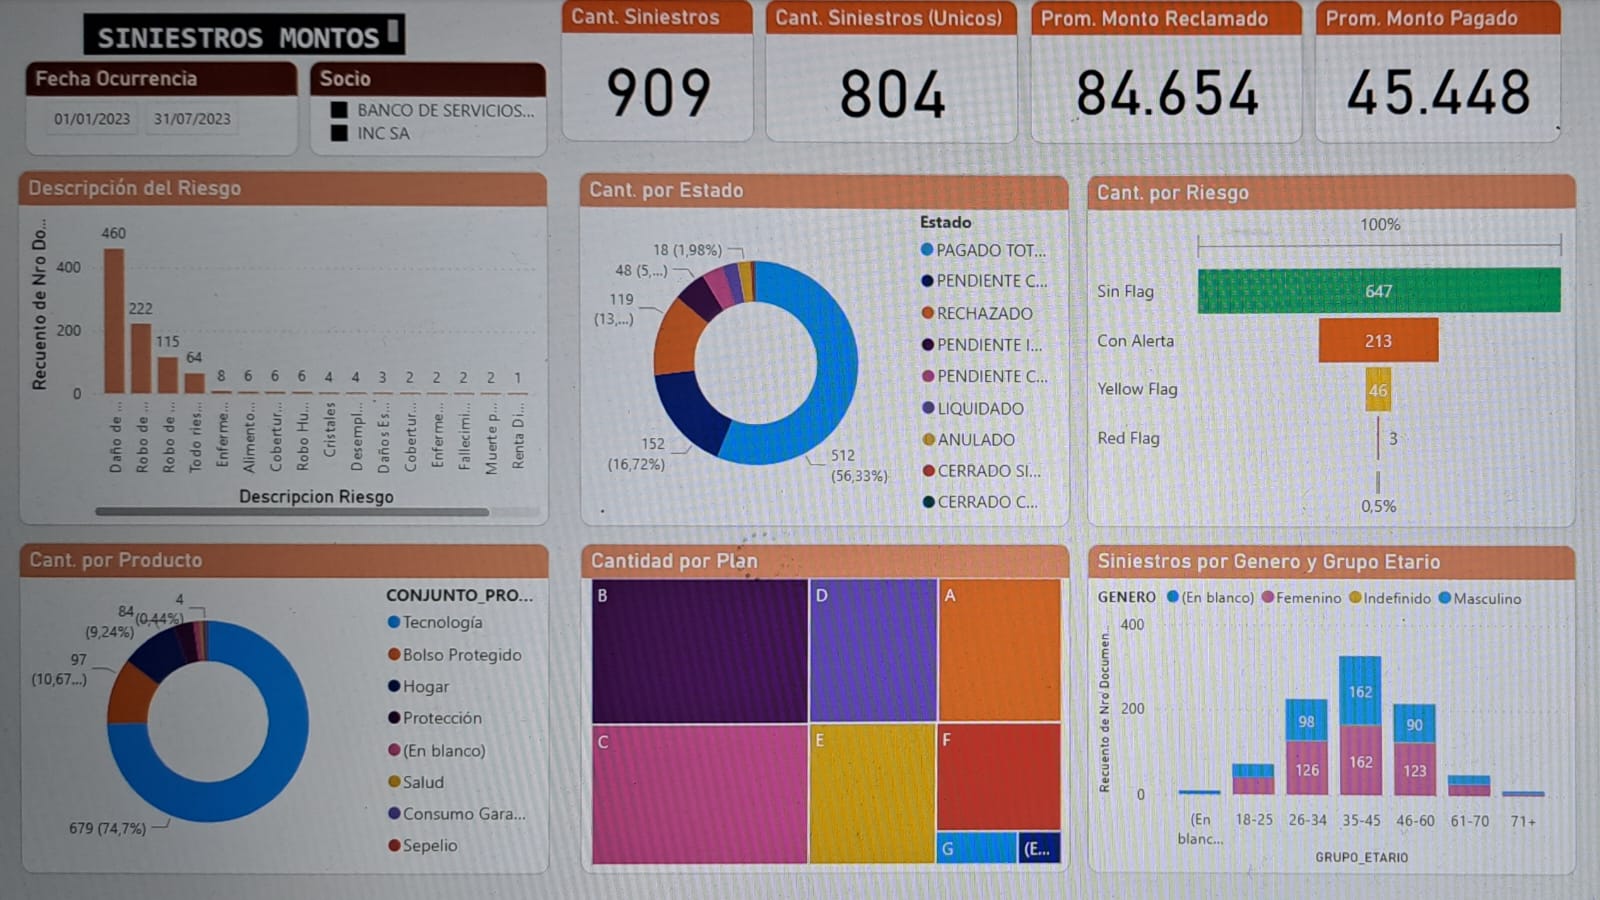 SINIESTROS MONTOS
Fecha Ocurrencia
01/01/2023 31/07/2023
Socio
BANCO DE SERVICIOS...
INC SA
Cant. Siniestros
909
Cant. Siniestros (Unicos)
804
Prom. Monto Reclamado
84.654
Prom. Monto Pagado
45.448
Descripción del Riesgo
Recuento de Nro Do...
400
200
0
460
222
115
64
8
6
6
6
4
4
3
2
2
2
2
1
Daño de ...
Robo de ...
Robo de ...
Todo ries...
Enferme...
Alimento...
Cobertur...
Robo Hu...
Cristales
Desempl...
Daños Es...
Cobertur...
Enferme...
Fallecimi...
Muerte p...
Renta Di...
Descripcion Riesgo
Cant. por Estado
18 (1,98%)
48 (5,...)
119
(13,...)
152
(16,72%)
512
(56,33%)
Estado
PAGADO TOT...
PENDIENTE C...
RECHAZADO
PENDIENTE I...
PENDIENTE C...
LIQUIDADO
ANULADO
CERRADO SI...
CERRADO C...
Cant. por Riesgo
100%
Sin Flag
647
Con Alerta
213
Yellow Flag
46
Red Flag
3
0,5%
Cant. por Producto
4
(0,44%)
84
(9,24%)
97
(10,67...)
679 (74,7%)
CONJUNTO_PRO...
Tecnología
Bolso Protegido
Hogar
Protección
(En blanco)
Salud
Consumo Gara...
Sepelio
Cantidad por Plan
B
D
A
C
E
F
G
(E...
Siniestros por Genero y Grupo Etario
GENERO (En blanco) Femenino Indefinido Masculino
Recuento de Nro Documen...
400
200
0
98
126
162
162
90
123
(En
blanc...
18-25
26-34
35-45
46-60
61-70
71+
GRUPO_ETARIO